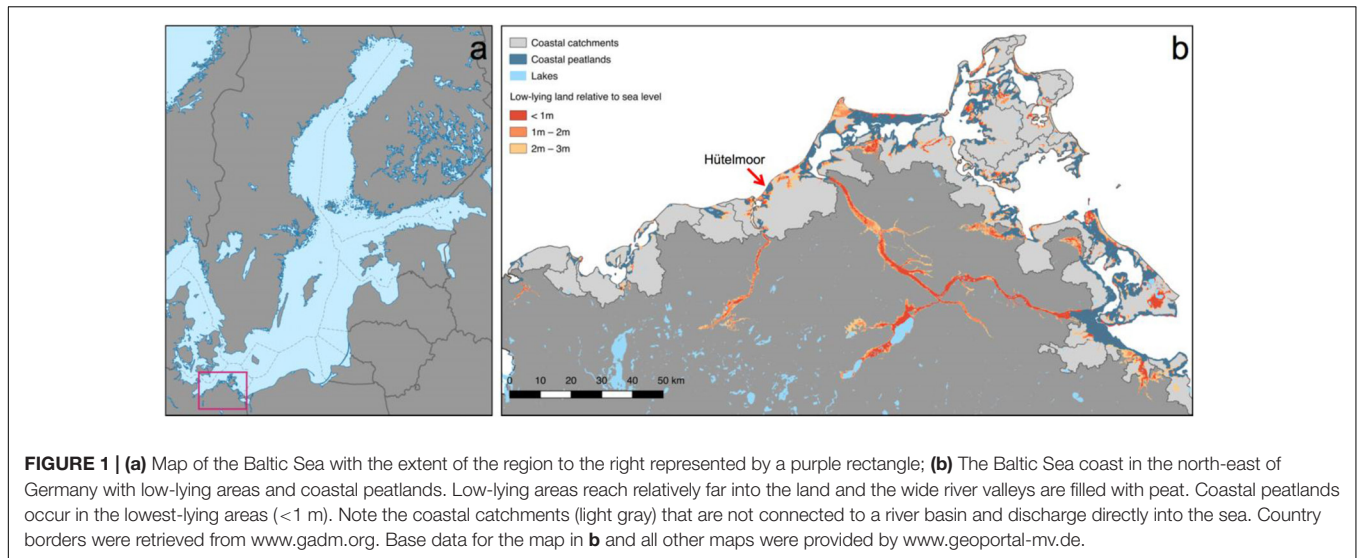 a
b
Coastal catchments
Coastal peatlands
Lakes
Low-lying land relative to sea level
< 1m
1m – 2m
2m – 3m
Hütelmoor
0 10 20 30 40 50 km
FIGURE 1 | (a) Map of the Baltic Sea with the extent of the region to the right represented by a purple rectangle; (b) The Baltic Sea coast in the north-east of
Germany with low-lying areas and coastal peatlands. Low-lying areas reach relatively far into the land and the wide river valleys are filled with peat. Coastal peatlands
occur in the lowest-lying areas (<1 m). Note the coastal catchments (light gray) that are not connected to a river basin and discharge directly into the sea. Country
borders were retrieved from www.gadm.org. Base data for the map in b and all other maps were provided by www.geoportal-mv.de.